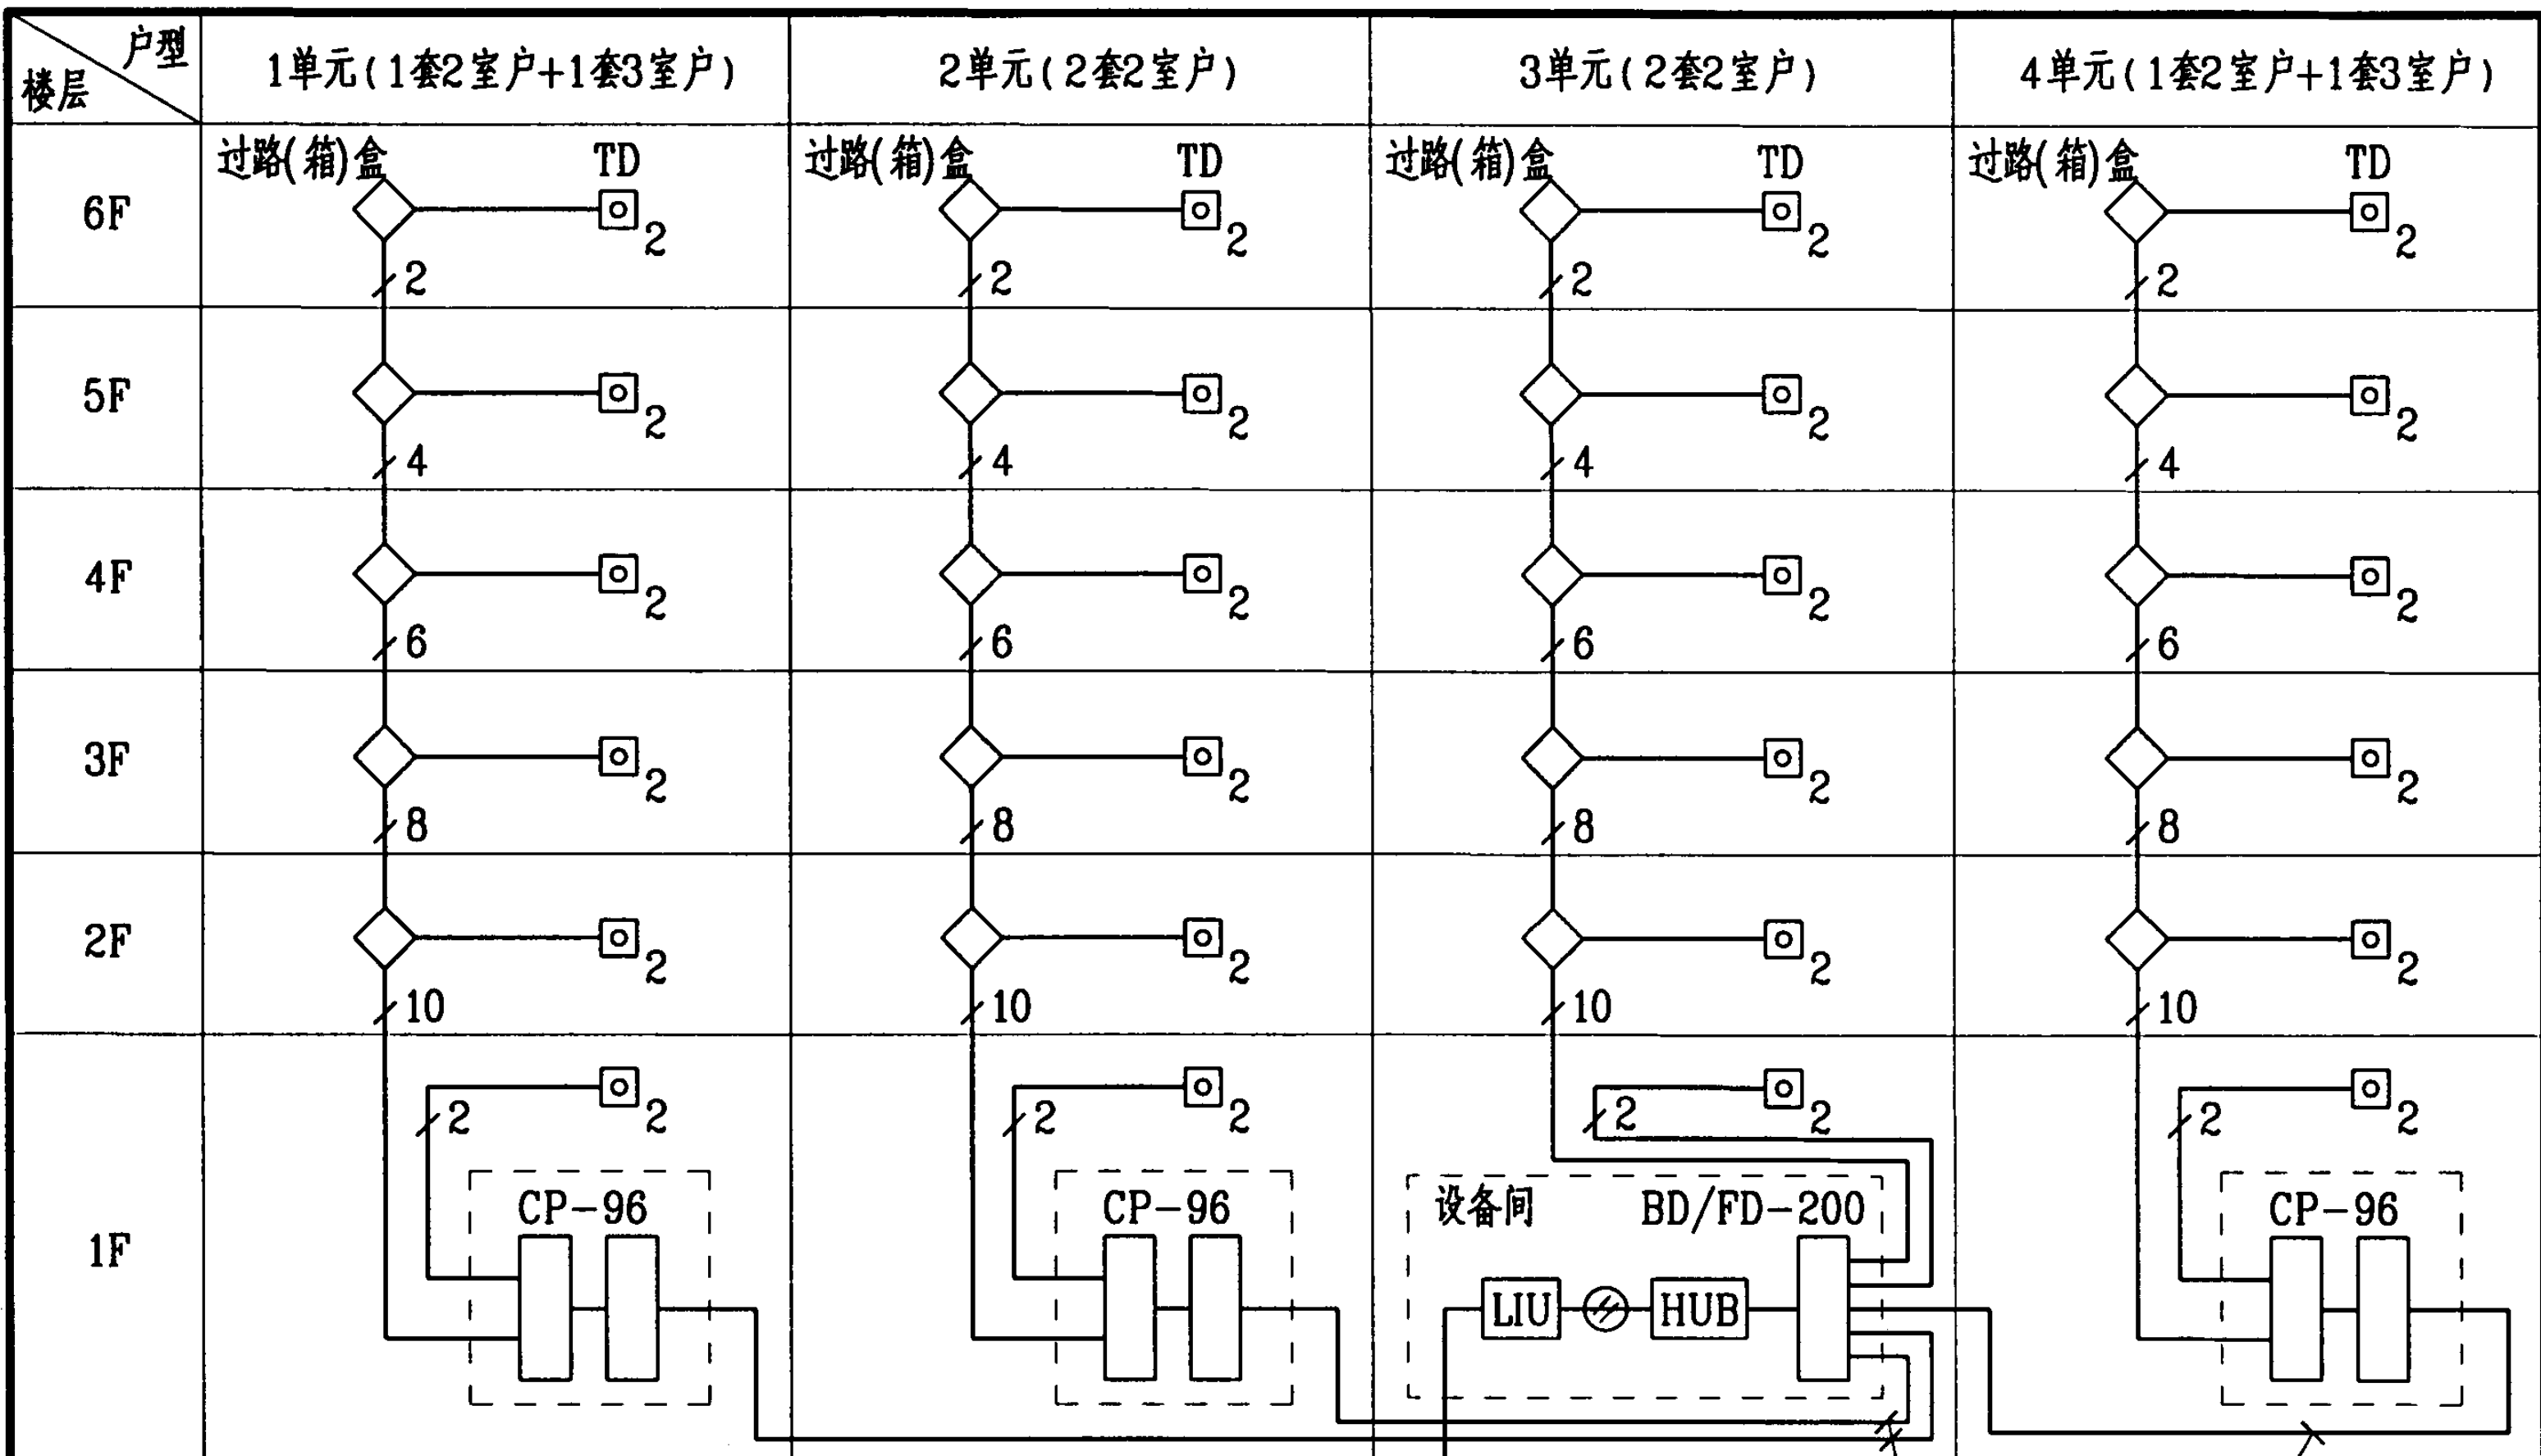 户型
楼层
1单元(1套2室户+1套3室户) 2单元(2套2室户) 3单元(2套2室户) 4单元(1套2室户+1套3室户)
过路(箱)盒 TD 过路(箱)盒 TD 过路(箱)盒 TD 过路(箱)盒 TD
6F 2 2 2 2
2 2 2 2
5F 2 2 2 2
4 4 4 4
4F 2 2 2 2
6 6 6 6
3F 2 2 2 2
8 8 8 8
2F 2 2 2 2
10 10 10 10
2 2 2 2 2 2 2 2
CP-96 CP-96 设备间 BD/FD-200 CP-96
1F
LIU HUB